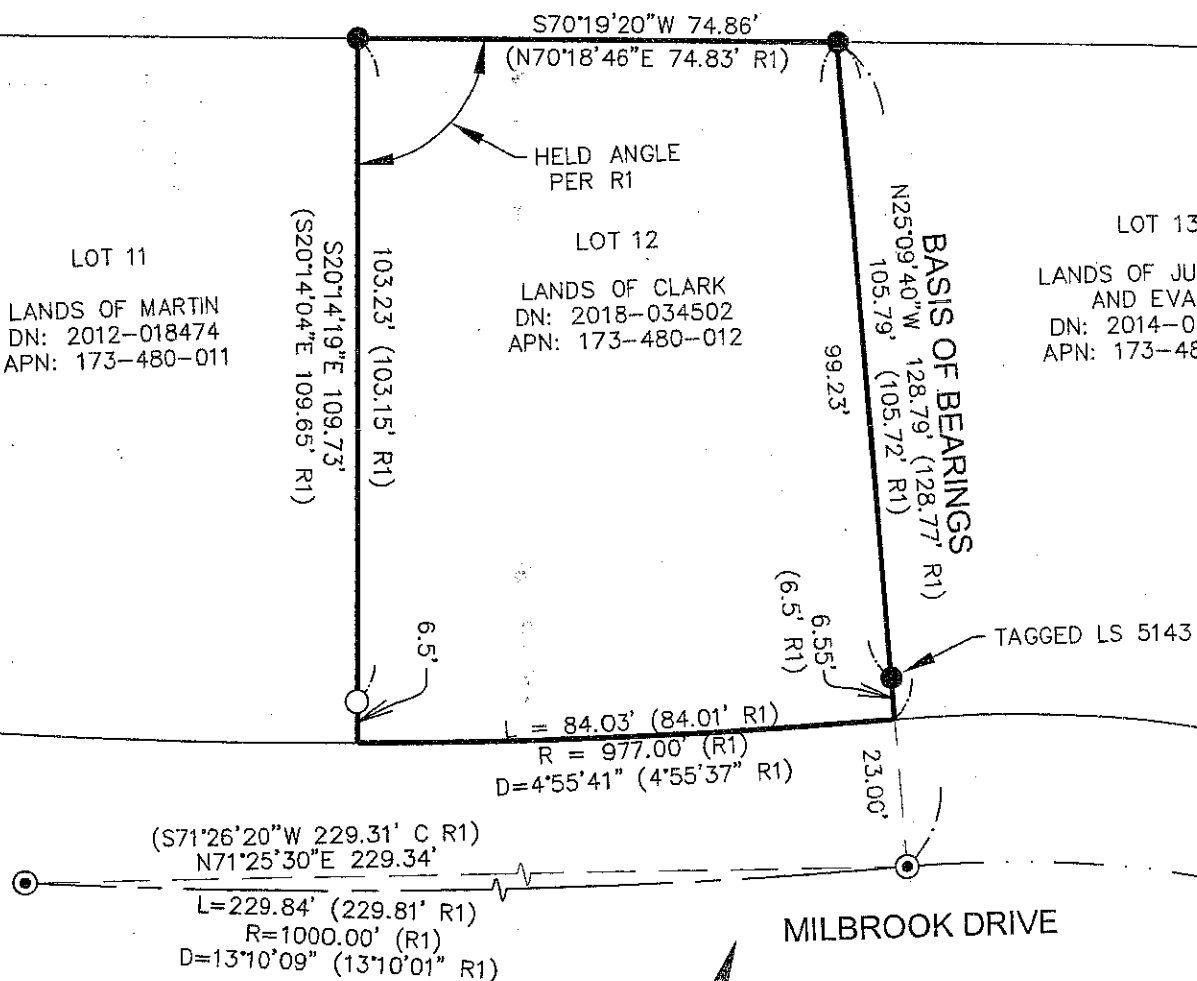 S70°19'20"W 74.86'
(N70°18'46"E 74.83' R1)
HELD ANGLE
PER R1
LOT 11
LANDS OF MARTIN
DN: 2012-018474
APN: 173-480-011
(S20°14'04"E 109.65' R1)
S20°14'19"E 109.73'
103.23' (103.15' R1)
LOT 12
LANDS OF CLARK
DN: 2018-034502
APN: 173-480-012
BASIS OF BEARINGS
N25°09'40"W 128.79' (128.77' R1)
105.79' (105.72' R1)
99.23'
LOT 13
LANDS OF JU
AND EVA
DN: 2014-0
APN: 173-48
6.5'
6.55'
(6.5' R1)
TAGGED LS 5143
L = 84.03' (84.01' R1)
R = 977.00' (R1)
D=4°55'41" (4°55'37" R1)
23.00'
(S71°26'20"W 229.31' C R1)
N71°25'30"E 229.34'
L=229.84' (229.81' R1)
R=1000.00' (R1)
D=13°10'09" (13°10'01" R1)
MILBROOK DRIVE